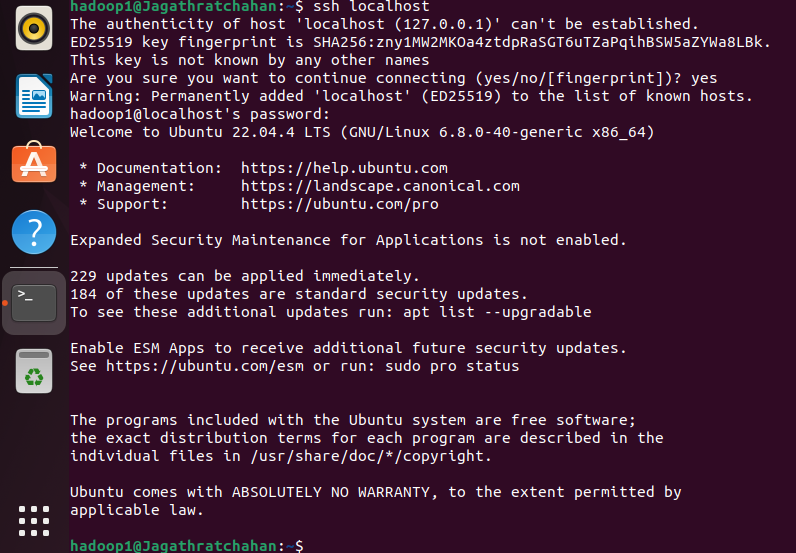 hadoop1@Jagathratchahan:~$ ssh localhost
The authenticity of host 'localhost (127.0.0.1)' can't be established.
ED25519 key fingerprint is SHA256:zny1MW2MKOa4ztdpRaSGT6uTZaPqihBSW5aZYWa8LBk.
This key is not known by any other names
Are you sure you want to continue connecting (yes/no/[fingerprint])? yes
Warning: Permanently added 'localhost' (ED25519) to the list of known hosts.
hadoop1@localhost's password:
Welcome to Ubuntu 22.04.4 LTS (GNU/Linux 6.8.0-40-generic x86_64)
* Documentation:  https://help.ubuntu.com
* Management:     https://landscape.canonical.com
* Support:        https://ubuntu.com/pro
Expanded Security Maintenance for Applications is not enabled.
229 updates can be applied immediately.
184 of these updates are standard security updates.
To see these additional updates run: apt list --upgradable
Enable ESM Apps to receive additional future security updates.
See https://ubuntu.com/esm or run: sudo pro status
The programs included with the Ubuntu system are free software;
the exact distribution terms for each program are described in the
individual files in /usr/share/doc/*/copyright.
Ubuntu comes with ABSOLUTELY NO WARRANTY, to the extent permitted by
applicable law.
hadoop1@Jagathratchahan:~$